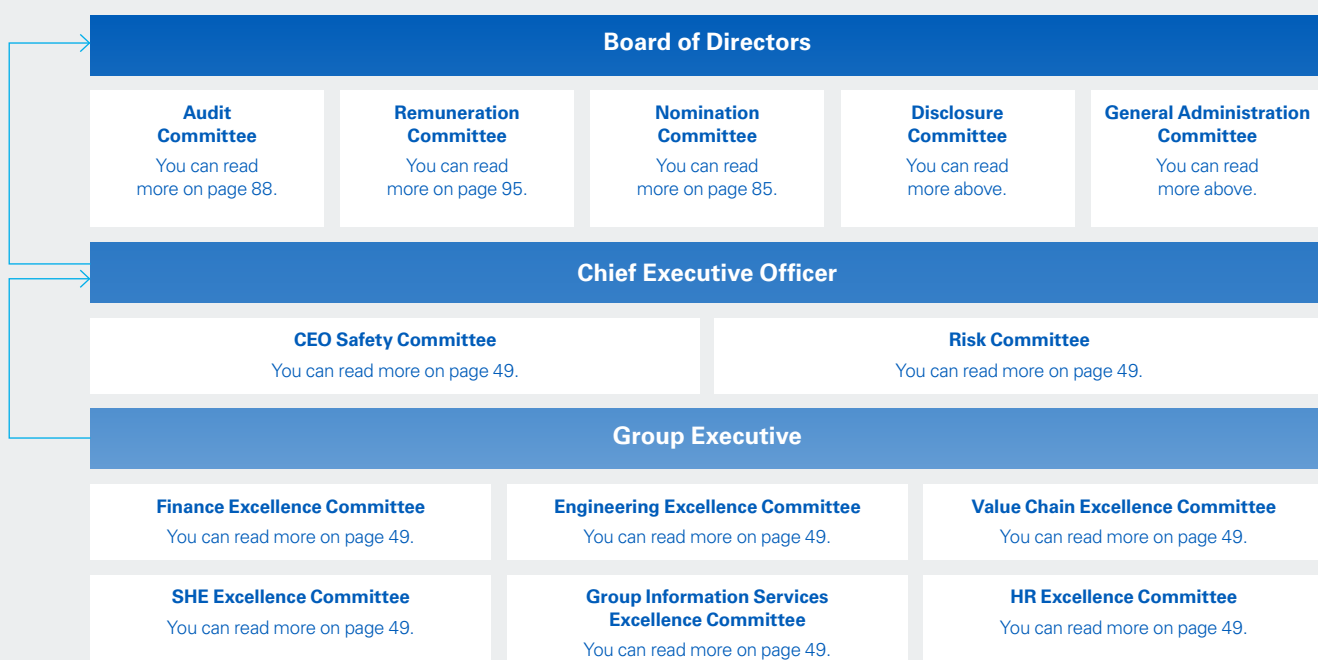 Board of Directors
Audit
Committee
You can read
more on page 88.
Remuneration
Committee
You can read
more on page 95.
Nomination
Committee
You can read
more on page 85.
Disclosure
Committee
You can read
more above.
General Administration
Committee
You can read
more above.
Chief Executive Officer
CEO Safety Committee
You can read more on page 49.
Risk Committee
You can read more on page 49.
Group Executive
Finance Excellence Committee
You can read more on page 49.
Engineering Excellence Committee
You can read more on page 49.
Value Chain Excellence Committee
You can read more on page 49.
SHE Excellence Committee
You can read more on page 49.
Group Information Services
Excellence Committee
You can read more on page 49.
HR Excellence Committee
You can read more on page 49.